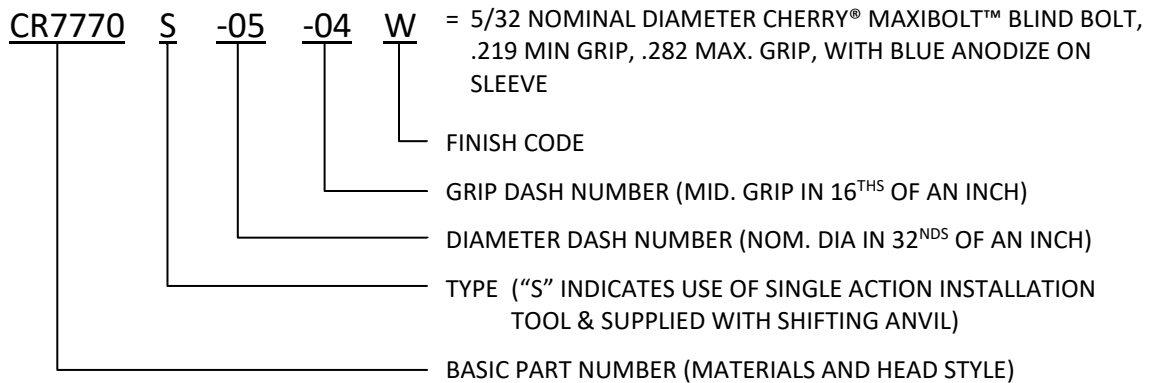 CR7770 S -05 -04 W = 5/32 NOMINAL DIAMETER CHERRY® MAXIBOLT™ BLIND BOLT,
.219 MIN GRIP, .282 MAX. GRIP, WITH BLUE ANODIZE ON
SLEEVE
FINISH CODE
GRIP DASH NUMBER (MID. GRIP IN 16THS OF AN INCH)
DIAMETER DASH NUMBER (NOM. DIA IN 32NDS OF AN INCH)
TYPE ("S" INDICATES USE OF SINGLE ACTION INSTALLATION
TOOL & SUPPLIED WITH SHIFTING ANVIL)
BASIC PART NUMBER (MATERIALS AND HEAD STYLE)